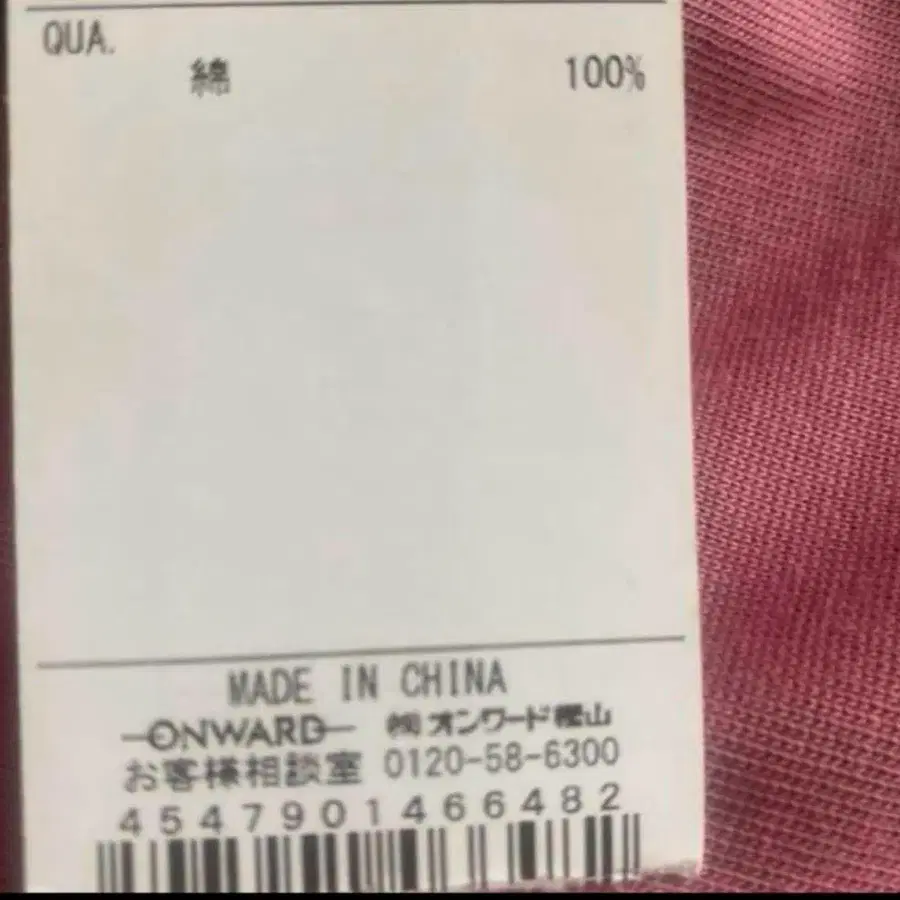 QUA.
綿 100%
MADE IN CHINA
ONWARD ㈱オンワード樫山
お客様相談室 0120-58-6300
4547901466482